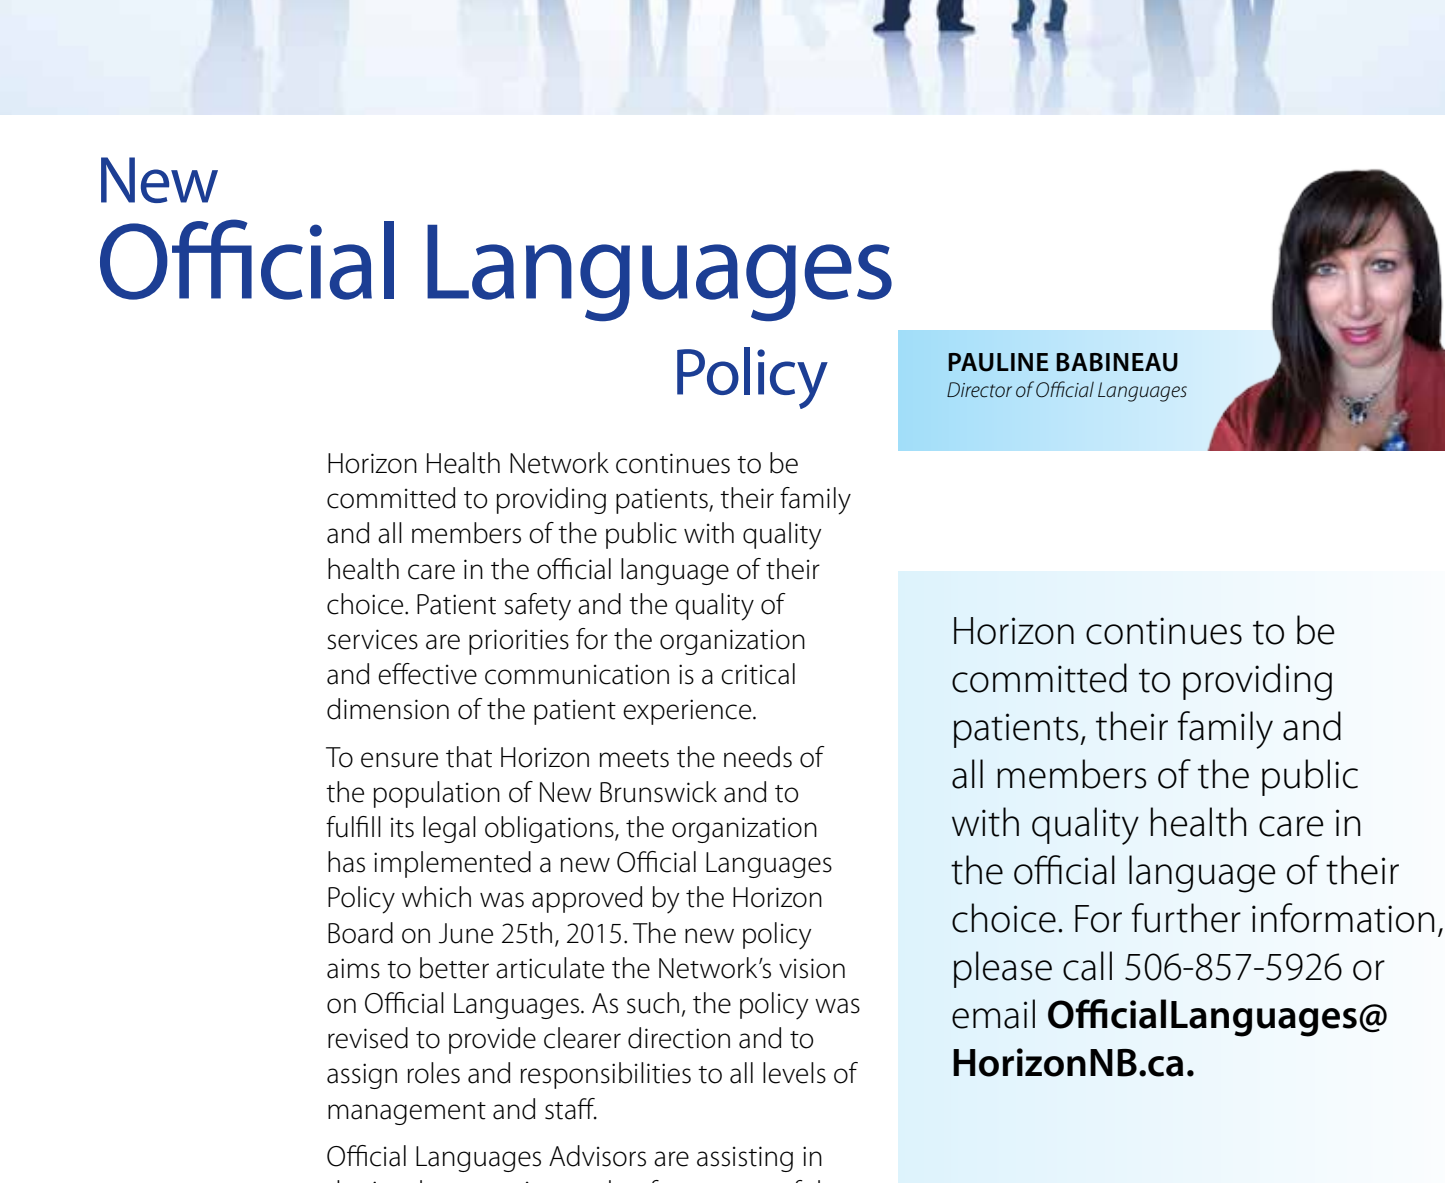 New
Official Languages
Policy
PAULINE BABINEAU
Director of Official Languages
Horizon Health Network continues to be
committed to providing patients, their family
and all members of the public with quality
health care in the official language of their
choice. Patient safety and the quality of
services are priorities for the organization
and effective communication is a critical
dimension of the patient experience.
To ensure that Horizon meets the needs of
the population of New Brunswick and to
fulfill its legal obligations, the organization
has implemented a new Official Languages
Policy which was approved by the Horizon
Board on June 25th, 2015. The new policy
aims to better articulate the Network’s vision
on Official Languages. As such, the policy was
revised to provide clearer direction and to
assign roles and responsibilities to all levels of
management and staff.
Official Languages Advisors are assisting in
Horizon continues to be
committed to providing
patients, their family and
all members of the public
with quality health care in
the official language of their
choice. For further information,
please call 506-857-5926 or
email OfficialLanguages@
HorizonNB.ca.